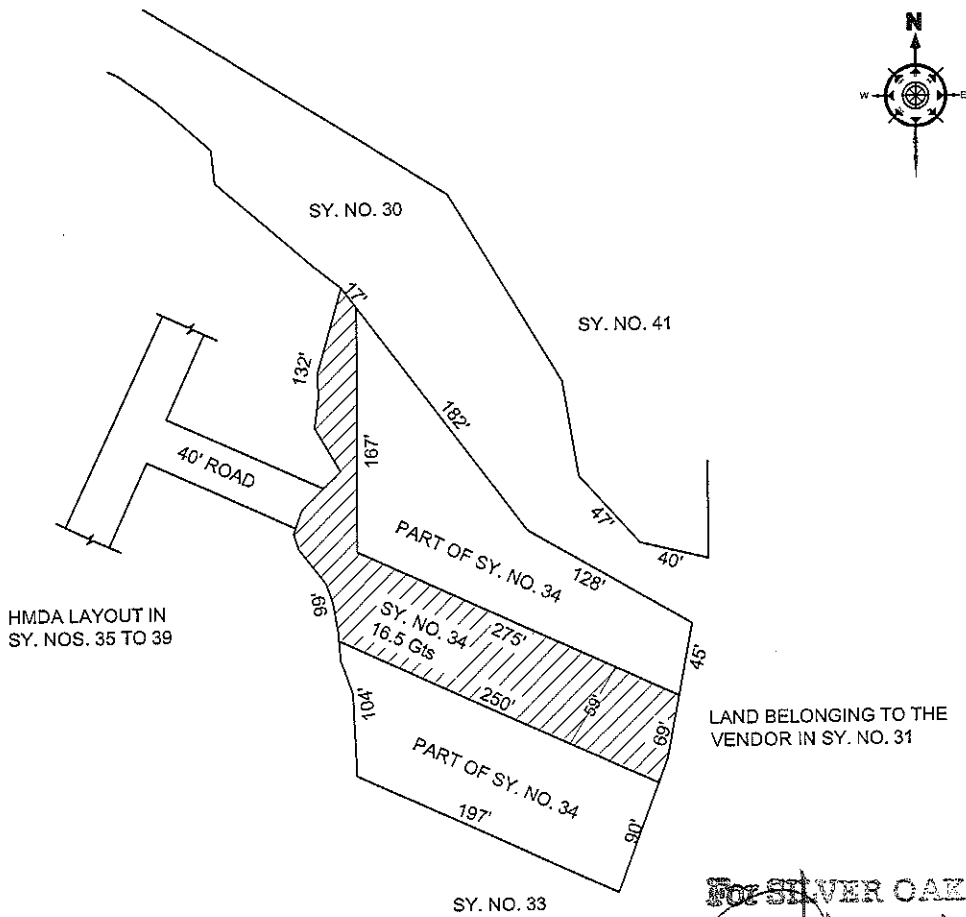 N
W
E
SY. NO. 30
17'
SY. NO. 41
132'
182'
167'
40' ROAD
47'
40'
PART OF SY. NO. 34
128'
99'
HMDA LAYOUT IN
SY. NOS. 35 TO 39
SY. NO. 34
16.5 Gts
275'
45'
250'
59'
69'
LAND BELONGING TO THE
VENDOR IN SY. NO. 31
104'
PART OF SY. NO. 34
197'
90'
SY. NO. 33
For SILVER OAK